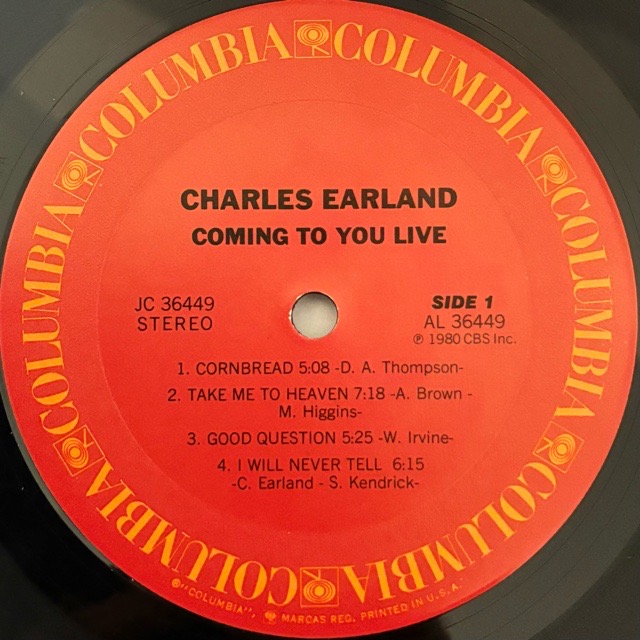 COLUMBIA COLUMBIA COLUMBIA COLUMBIA COLUMBIA COLUMBIA
CHARLES EARLAND
COMING TO YOU LIVE
JC 36449
STEREO
SIDE 1
AL 36449
℗ 1980 CBS Inc.
1. CORNBREAD 5:08 -D. A. Thompson-
2. TAKE ME TO HEAVEN 7:18 -A. Brown -
M. Higgins-
3. GOOD QUESTION 5:25 -W. Irvine-
4. I WILL NEVER TELL 6:15
-C. Earland - S. Kendrick-
®"COLUMBIA", MARCAS REG. PRINTED IN U.S.A.